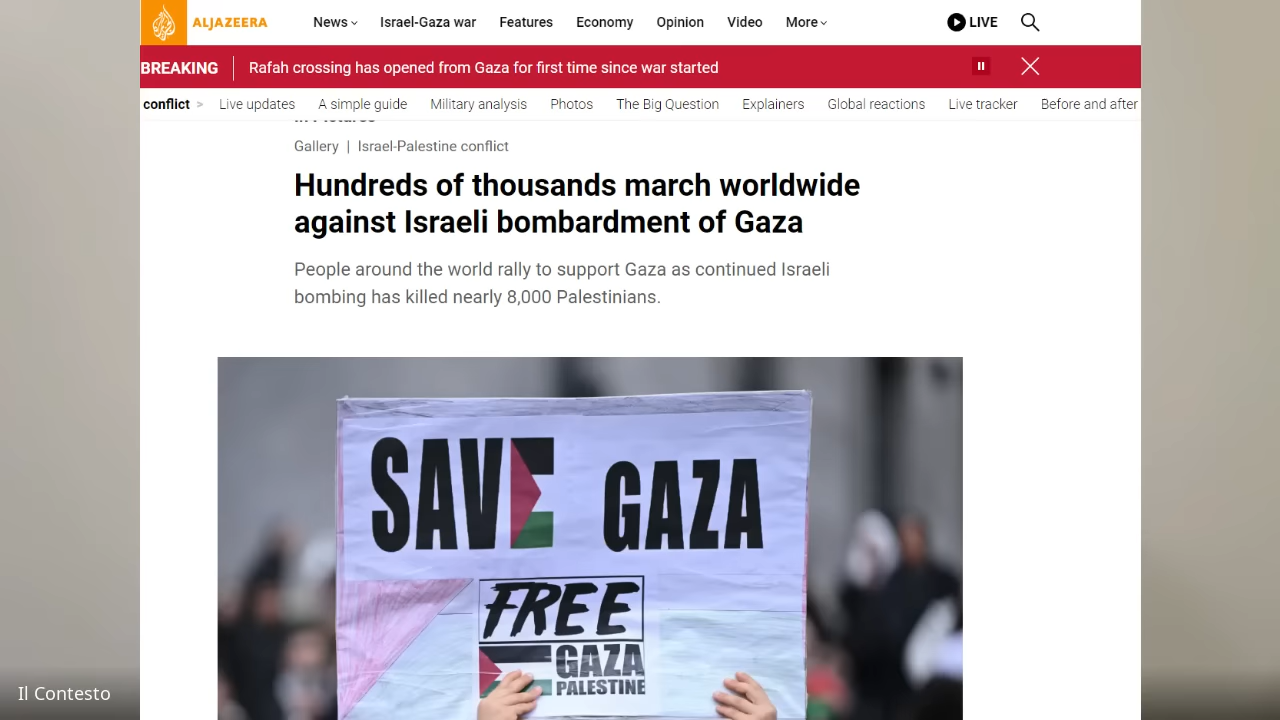 ALJAZEERA
News Israel-Gaza war Features Economy Opinion Video More LIVE
BREAKING Rafah crossing has opened from Gaza for first time since war started
conflict > Live updates A simple guide Military analysis Photos The Big Question Explainers Global reactions Live tracker Before and after
In Pictures
Gallery | Israel-Palestine conflict
Hundreds of thousands march worldwide
against Israeli bombardment of Gaza
People around the world rally to support Gaza as continued Israeli
bombing has killed nearly 8,000 Palestinians.
SAVE GAZA
FREE
GAZA
PALESTINE
Il Contesto